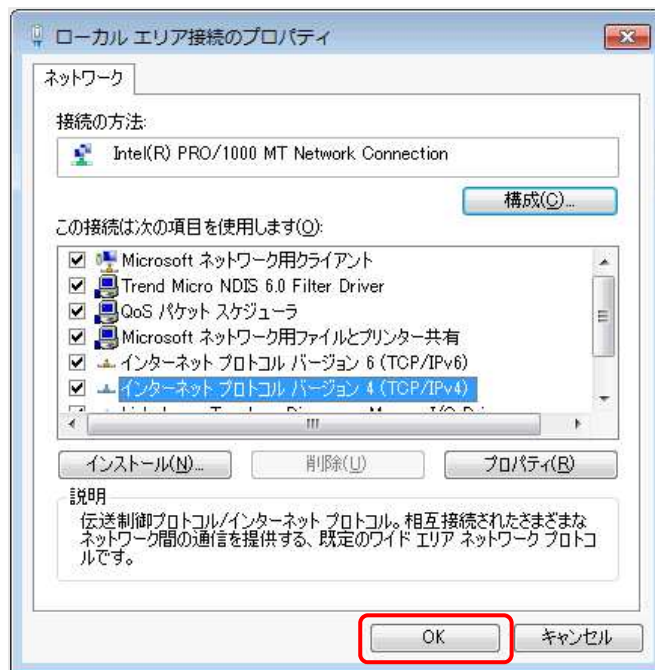 ローカル エリア接続のプロパティ
ネットワーク
接続の方法:
Intel(R) PRO/1000 MT Network Connection
構成(C)...
この接続は次の項目を使用します(O):
Microsoft ネットワーク用クライアント
Trend Micro NDIS 6.0 Filter Driver
QoS パケット スケジューラ
Microsoft ネットワーク用ファイルとプリンター共有
インターネット プロトコル バージョン 6 (TCP/IPv6)
インターネット プロトコル バージョン 4 (TCP/IPv4)
インストール(N)...
削除(U)
プロパティ(R)
説明
伝送制御プロトコル/インターネット プロトコル。相互接続されたさまざまな
ネットワーク間の通信を提供する、既定のワイド エリア ネットワーク プロトコ
ルです。
OK
キャンセル